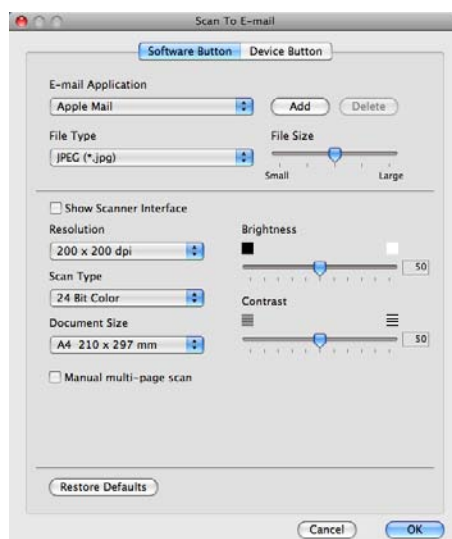 Scan To E-mail
Software Button Device Button
E-mail Application
Apple Mail Add Delete
File Type File Size
JPEG (*.jpg)
Small Large
Show Scanner Interface
Resolution Brightness
200 x 200 dpi
50
Scan Type
24 Bit Color Contrast
Document Size
A4 210 x 297 mm 50
Manual multi-page scan
Restore Defaults
Cancel OK